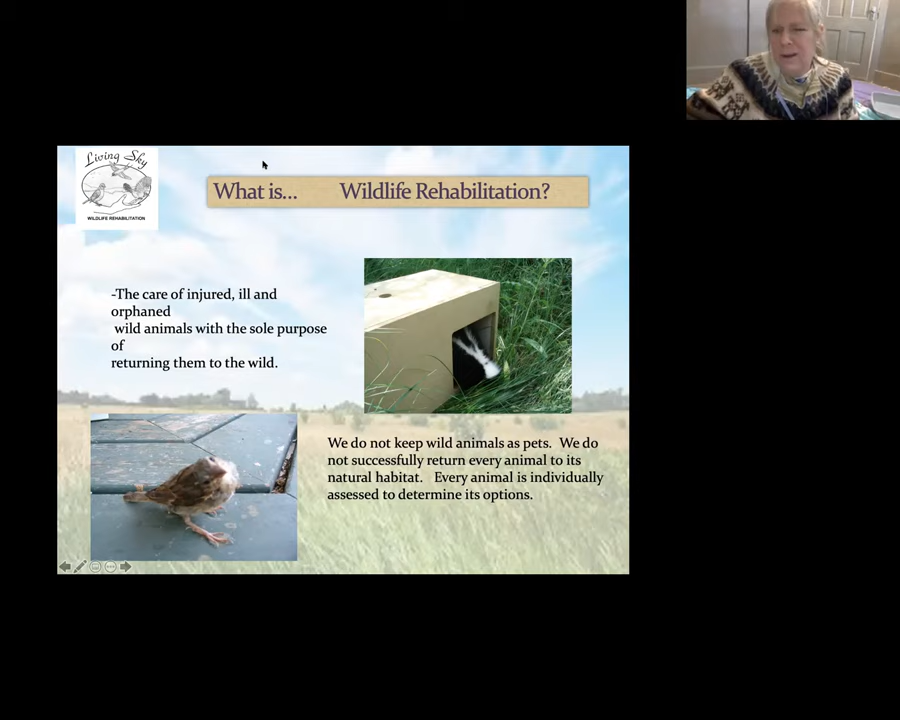 Living Sky
WILDLIFE REHABILITATION
What is... Wildlife Rehabilitation?
-The care of injured, ill and
orphaned
wild animals with the sole purpose
of
returning them to the wild.
We do not keep wild animals as pets. We do
not successfully return every animal to its
natural habitat. Every animal is individually
assessed to determine its options.